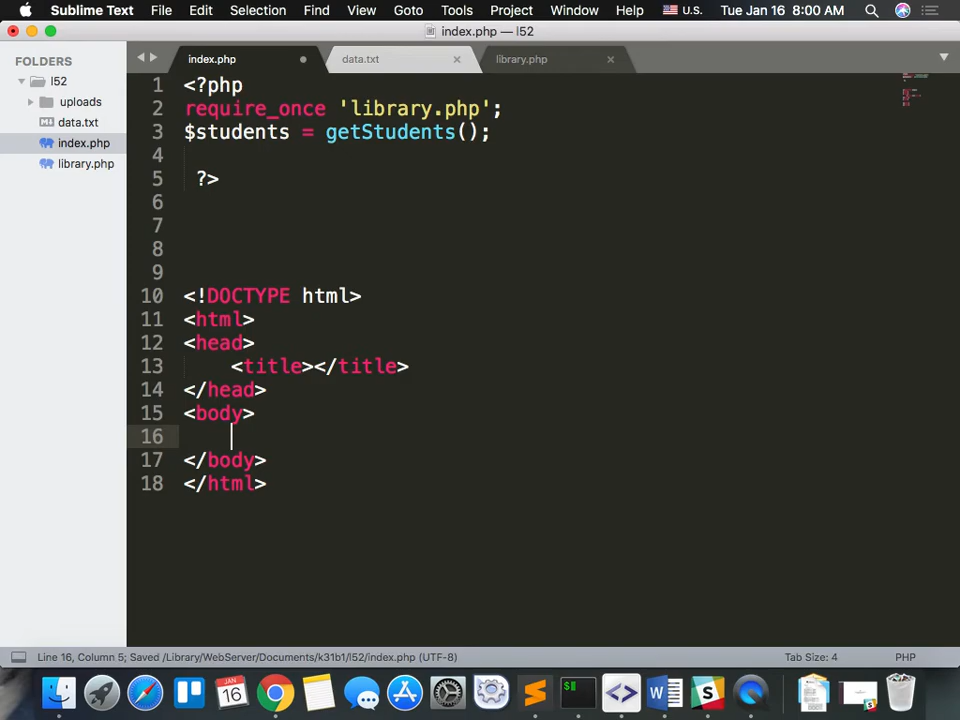 Sublime Text File Edit Selection Find View Goto Tools Project Window Help U.S. Tue Jan 16 8:00 AM
index.php — l52
FOLDERS
l52
uploads
data.txt
index.php
library.php
index.php data.txt library.php
1 <?php
2 require_once 'library.php';
3 $students = getStudents();
4
5 ?>
6
7
8
9
10 <!DOCTYPE html>
11 <html>
12 <head>
13 <title></title>
14 </head>
15 <body>
16
17 </body>
18 </html>
Line 16, Column 5; Saved /Library/WebServer/Documents/k31b1/l52/index.php (UTF-8) Tab Size: 4 PHP
16